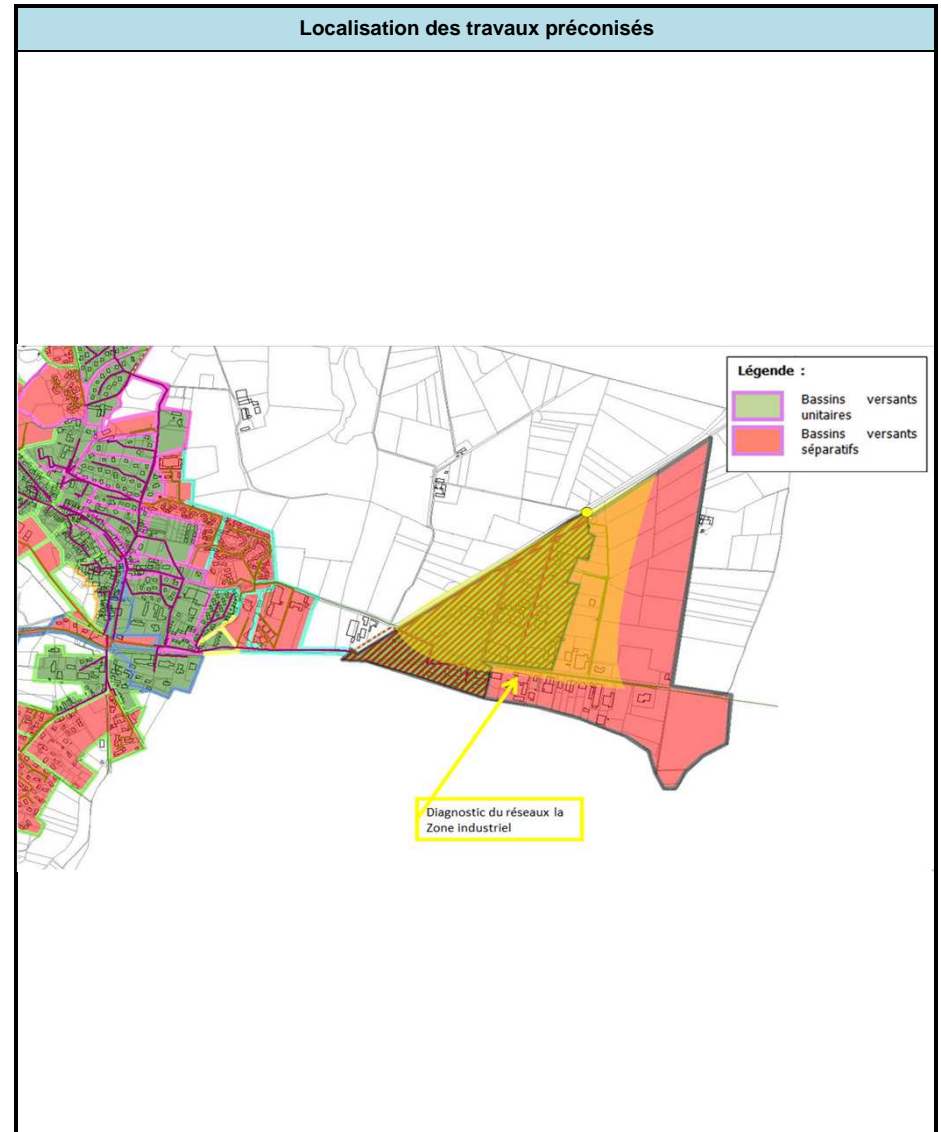 Localisation des travaux préconisés
Légende :
Bassins versants
unitaires
Bassins versants
séparatifs
Diagnostic du réseaux la
Zone industriel